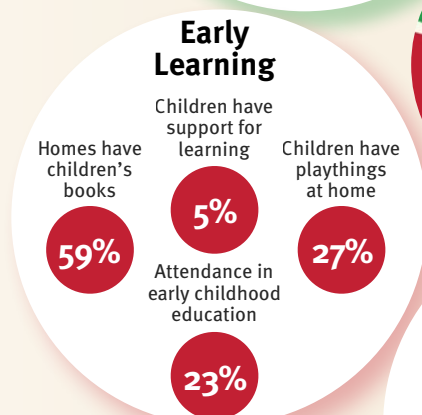 Early
Learning
Homes have
children's
books
59%
Children have
support for
learning
5%
Children have
playthings
at home
27%
Attendance in
early childhood
education
23%